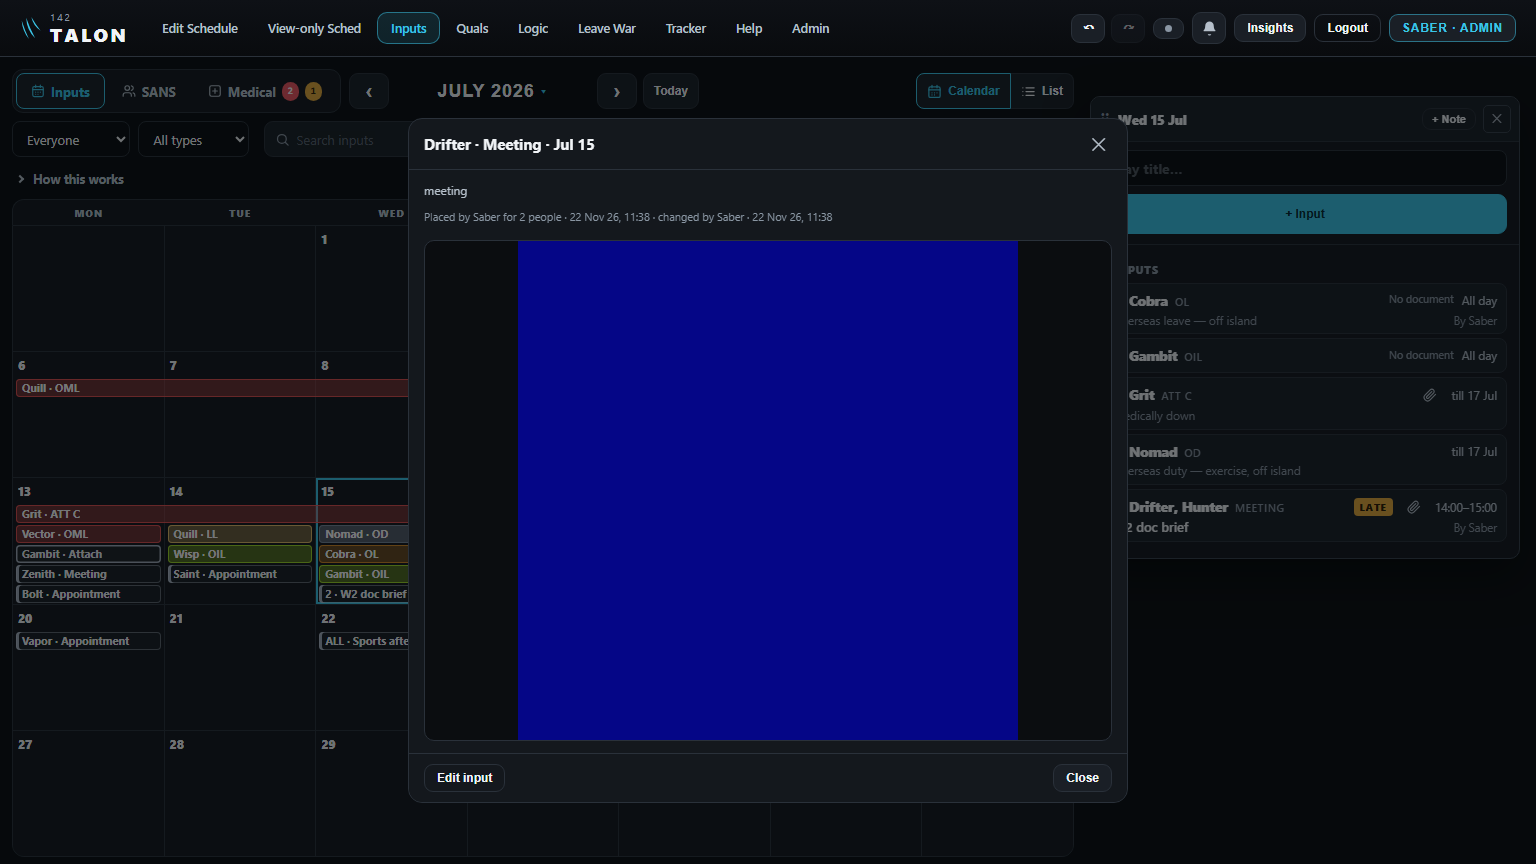 142
TALON
Edit Schedule
View-only Sched
Inputs
Quals
Logic
Leave War
Tracker
Help
Admin
Insights
Logout
SABER · ADMIN
Inputs
SANS
Medical 2 1
JULY 2026
Today
Calendar
List
Everyone
All types
Search inputs
How this works
MON
TUE
WED
1
6
7
8
Quill · OML
13
14
15
Grit · ATT C
Vector · OML
Quill · LL
Nomad · OD
Gambit · Attach
Wisp · OIL
Cobra · OL
Zenith · Meeting
Saint · Appointment
Gambit · OIL
Bolt · Appointment
2 · W2 doc brief
20
21
22
Vapor · Appointment
ALL · Sports afte
27
28
29
Drifter · Meeting · Jul 15
meeting
Placed by Saber for 2 people · 22 Nov 26, 11:38 · changed by Saber · 22 Nov 26, 11:38
Edit input
Close
Wed 15 Jul
+ Note
title...
+ Input
PUTS
Cobra OL
No document All day
erseas leave — off island
By Saber
Gambit OIL
No document All day
Grit ATT C
till 17 Jul
edically down
Nomad OD
till 17 Jul
erseas duty — exercise, off island
Drifter, Hunter MEETING
LATE
14:00–15:00
2 doc brief
By Saber